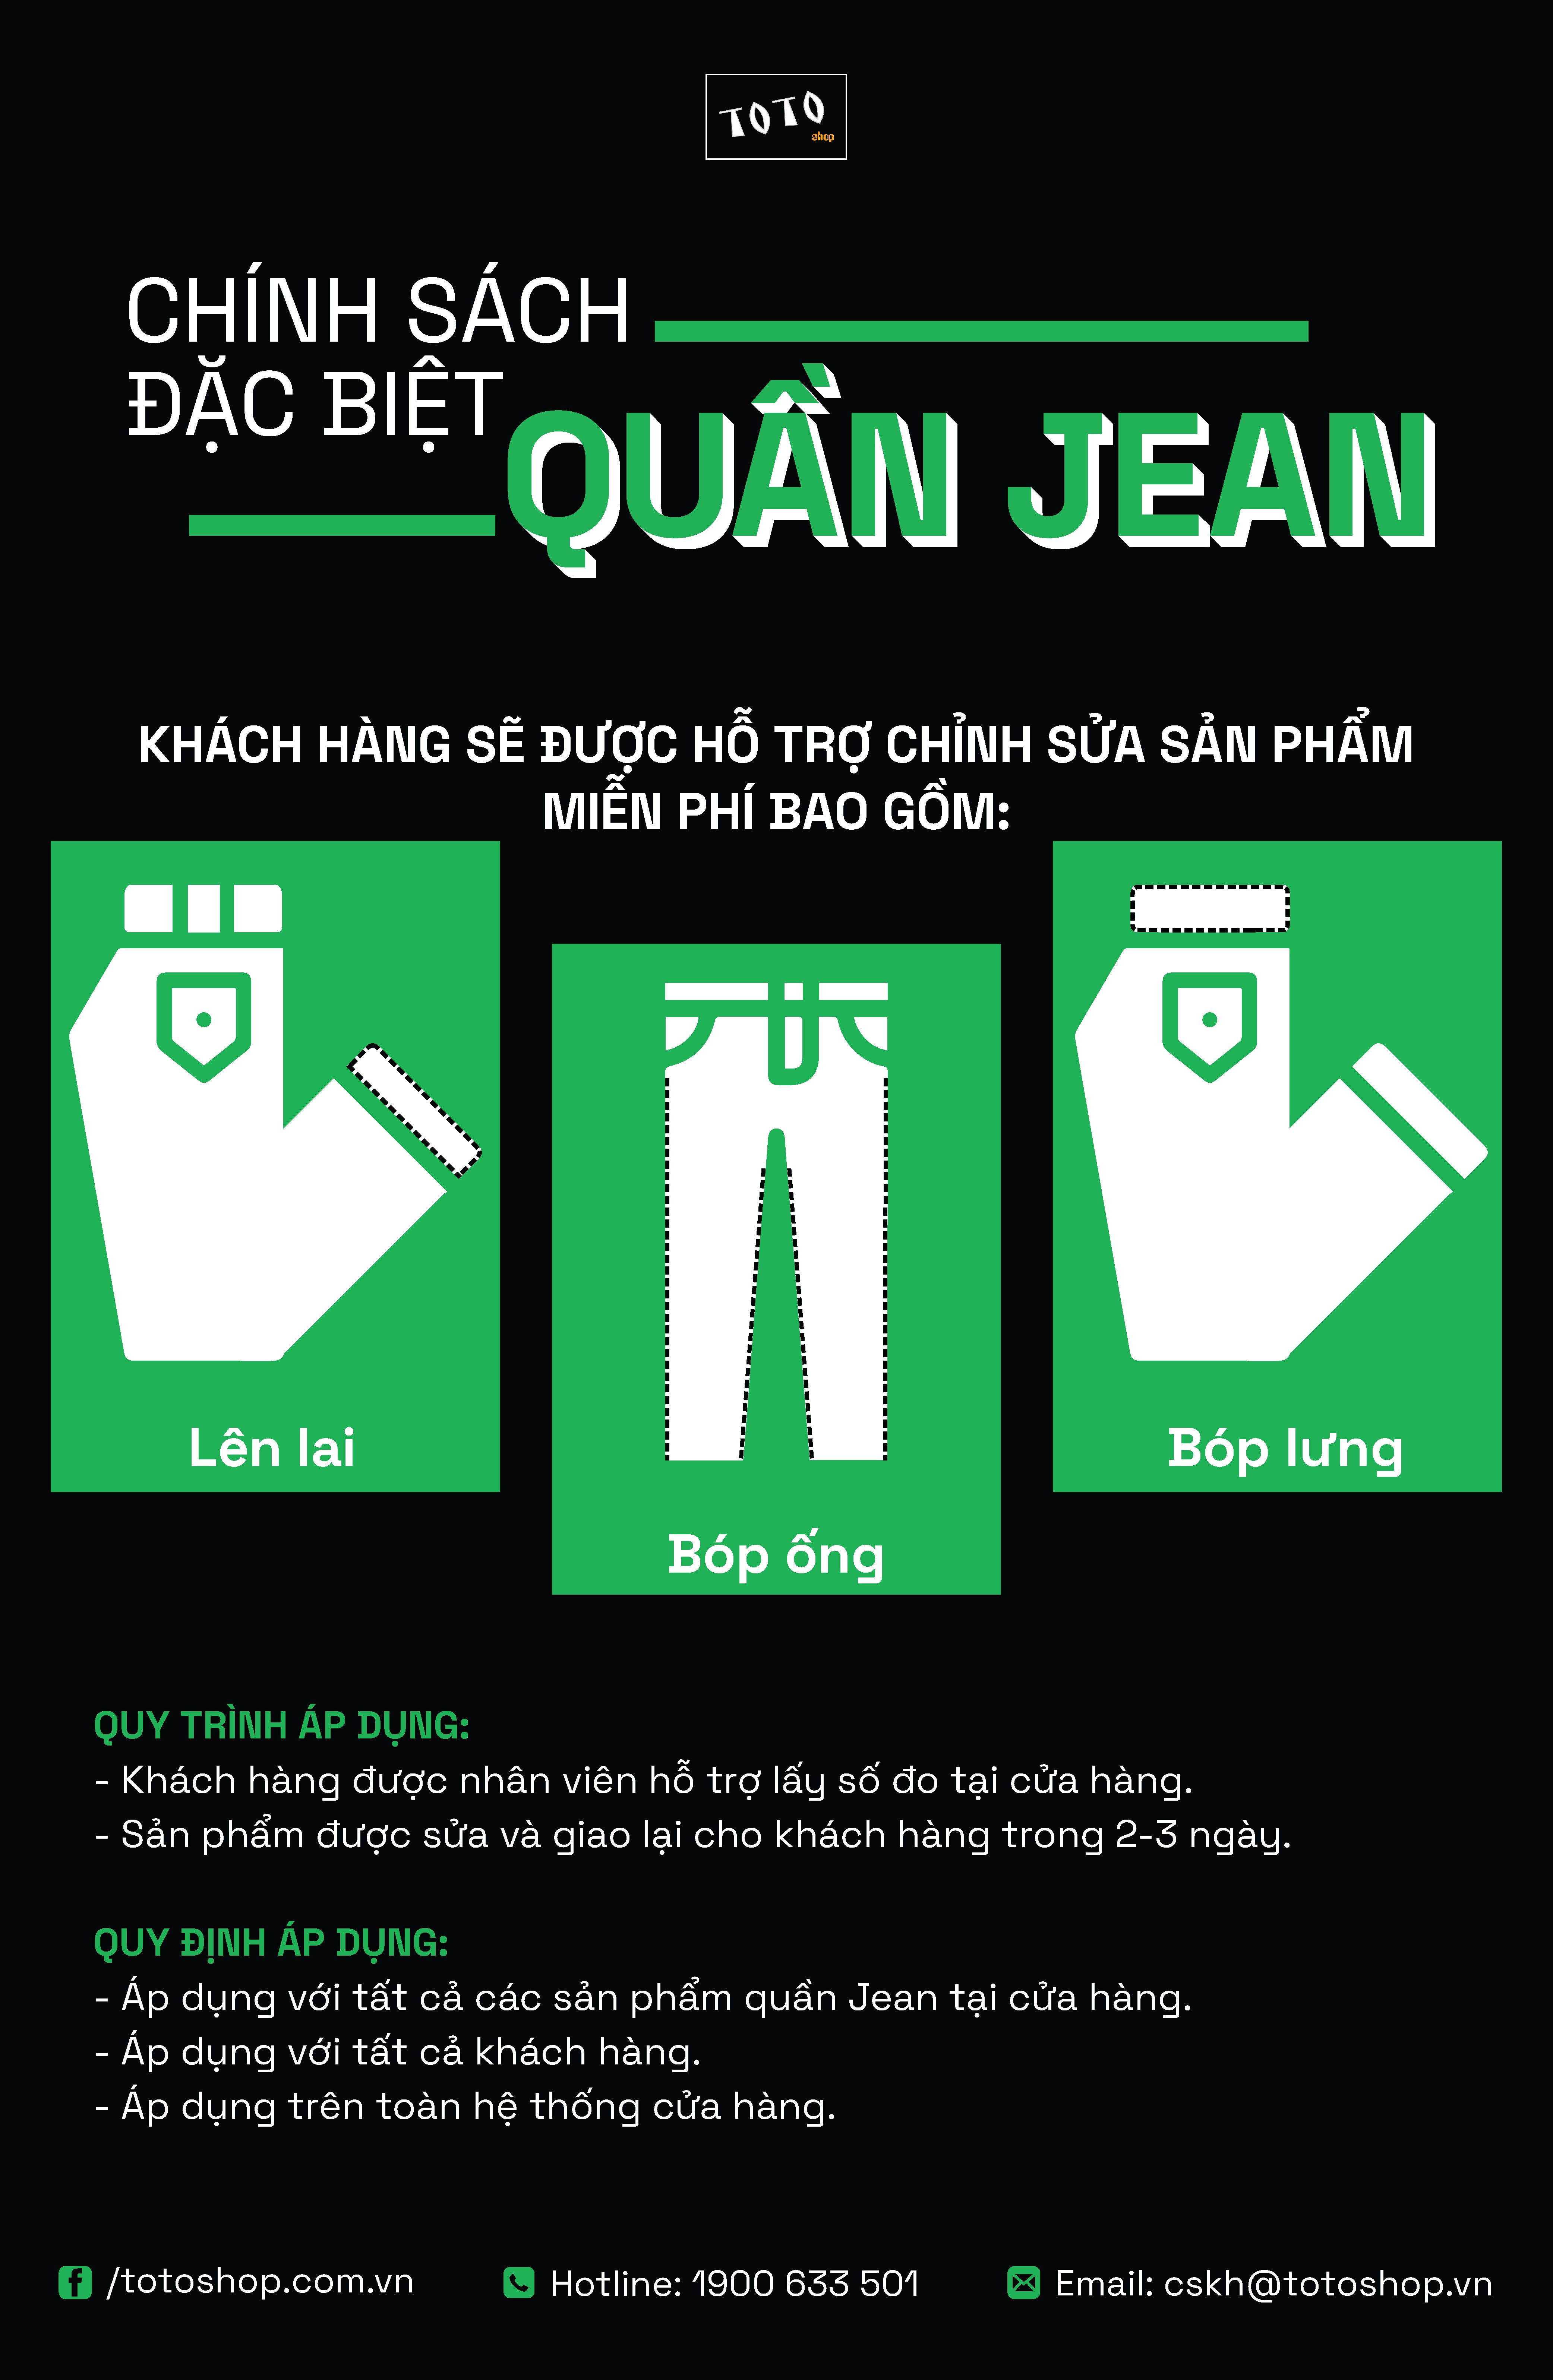 TOTO
shop
CHÍNH SÁCH
ĐẶC BIỆT
QUẦN JEAN
KHÁCH HÀNG SẼ ĐƯỢC HỖ TRỢ CHỈNH SỬA SẢN PHẨM
MIỄN PHÍ BAO GỒM:
Lên lai
Bóp ống
Bóp lưng
QUY TRÌNH ÁP DỤNG:
- Khách hàng được nhân viên hỗ trợ lấy số đo tại cửa hàng.
- Sản phẩm được sửa và giao lại cho khách hàng trong 2-3 ngày.
QUY ĐỊNH ÁP DỤNG:
- Áp dụng với tất cả các sản phẩm quần Jean tại cửa hàng.
- Áp dụng với tất cả khách hàng.
- Áp dụng trên toàn hệ thống cửa hàng.
/totoshop.com.vn
Hotline: 1900 633 501
Email: cskh@totoshop.vn